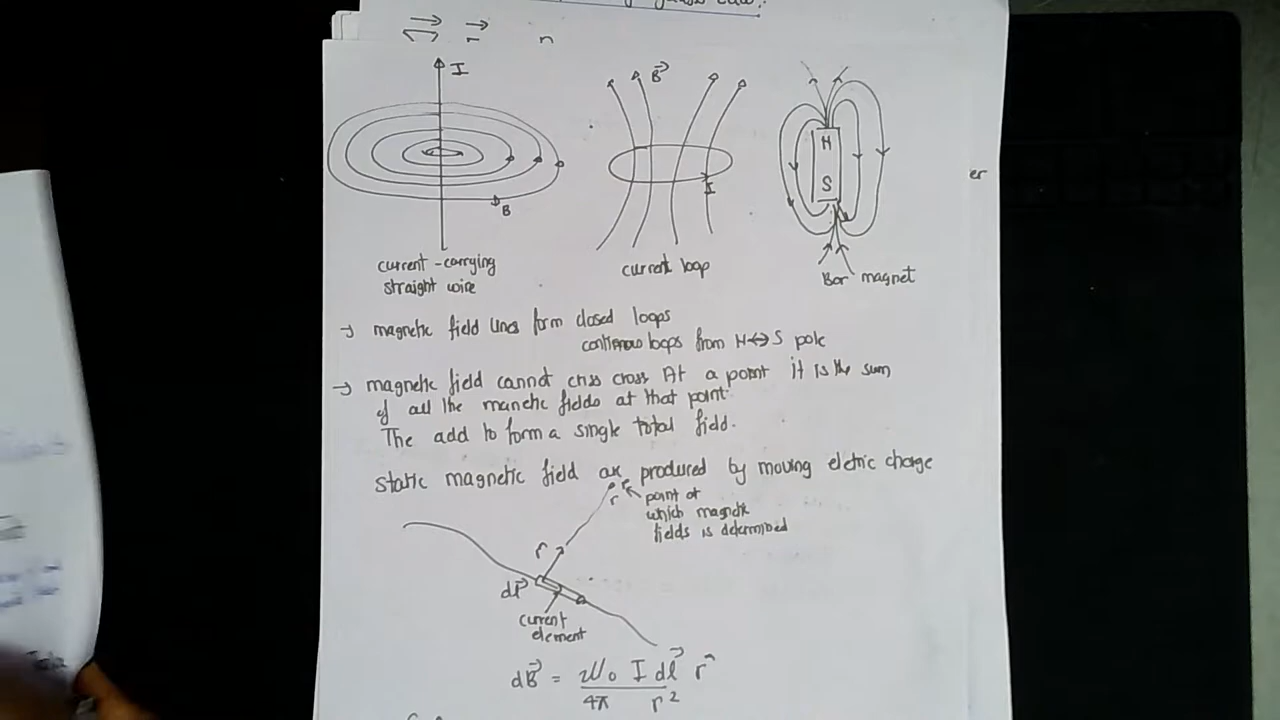 I
B
current-carrying
straight wire
B
I
current loop
N
S
Bar magnet
er
→ magnetic field lines form closed loops
continuous loops from N↔S pole
→ magnetic field cannot criss cross At a point it is the sum
of all the manetic fields at that point
The add to form a single total field.
static magnetic field are produced by moving eletric charge
r
point at
which magnetic
fields is determined
r
dl
current
element
dB = μ₀ I dl r̂
4π r²